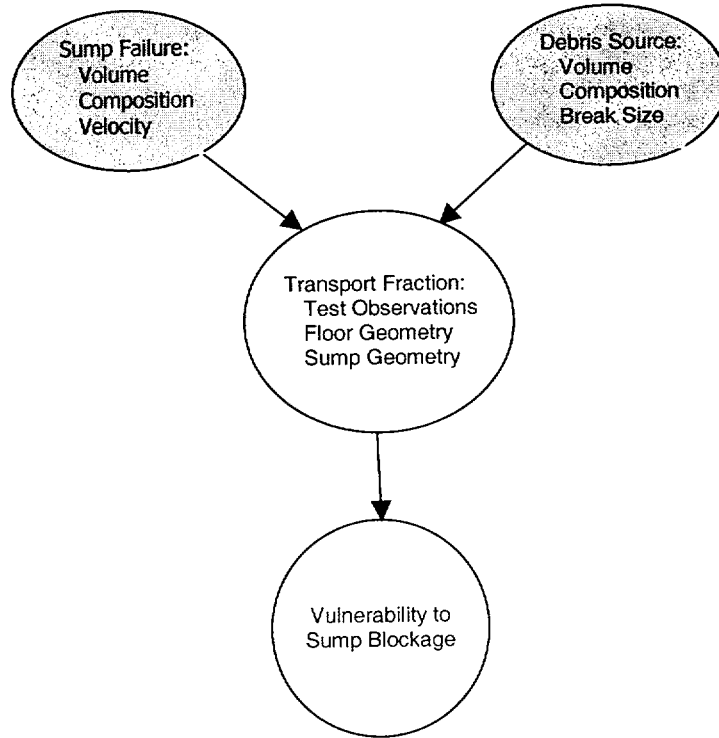 Sump Failure:
Volume
Composition
Velocity
Debris Source:
Volume
Composition
Break Size
Transport Fraction:
Test Observations
Floor Geometry
Sump Geometry
Vulnerability to
Sump Blockage